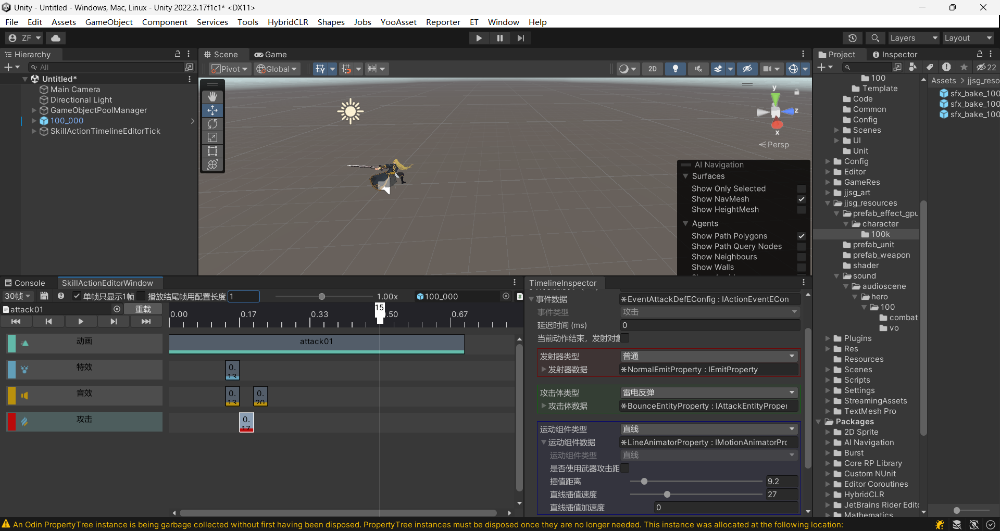 Unity - Untitled - Windows, Mac, Linux - Unity 2022.3.17f1c1* <DX11>
File Edit Assets GameObject Component Services Tools HybridCLR Shapes Jobs YooAsset Reporter ET Window Help
ZF Layers Layout
Hierarchy
All
Untitled*
Main Camera
Directional Light
GameObjectPoolManager
100_000
SkillActionTimelineEditorTick
Scene Game
Pivot Global 2D
y
z
x
Persp
AI Navigation
Surfaces
Show Only Selected
Show NavMesh
Show HeightMesh
Agents
Show Path Polygons
Show Path Query Nodes
Show Neighbours
Show Walls
Project Inspector
22
100
Template
Code
Common
Config
Scenes
UI
Unit
Config
Editor
GameRes
jjsg_art
jjsg_resources
prefab_effect_gpu
character
100k
prefab_unit
prefab_weapon
shader
sound
audioscene
hero
100
combat
vo
Plugins
Res
Resources
Scenes
Scripts
Settings
StreamingAssets
TextMesh Pro
Packages
2D Sprite
AI Navigation
Burst
Core RP Library
Custom NUnit
Editor Coroutines
HybridCLR
JetBrains Rider Edito
Mathematics
Assets > jjsg_reso
sfx_bake_100
sfx_bake_100
sfx_bake_100
Console SkillActionEditorWindow
30帧 单帧只显示1帧 播放结尾帧用配置长度 1 1.00x 100_000
attack01 重载
0.00 0.17 0.33 15 .50 0.67
动画 attack01
特效 0.13
音效 0.13 0.20
攻击 0.17
TimelineInspector
事件数据 EventAttackDefEConfig : IActionEventECon
事件类型 攻击
延迟时间 (ms) 0
当前动作结束，发射对象
发射器类型 普通
发射器数据 NormalEmitProperty : IEmitProperty
攻击体类型 雷电反弹
攻击体数据 BounceEntityProperty : IAttackEntityProper
运动组件类型 直线
运动组件数据 LineAnimatorProperty : IMotionAnimatorPro
运动组件类型 直线
是否使用武器攻击距
插值距离 9.2
直线插值速度 27
直线插值加速度 0
An Odin PropertyTree instance is being garbage collected without first having been disposed. PropertyTree instances must be disposed once they are no longer needed. This instance was allocated at the following location: